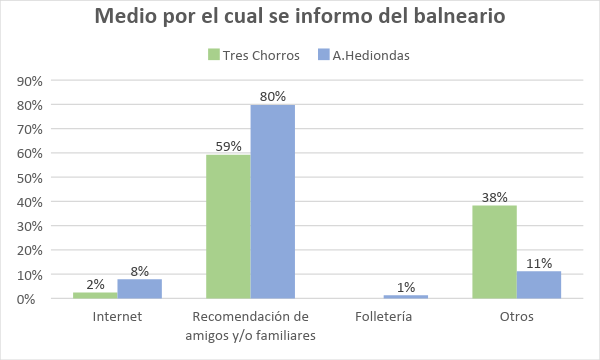 Medio por el cual se informo del balneario
Tres Chorros A.Hediondas
90%
80%
70%
60%
50%
40%
30%
20%
10%
0%
2% 8%
59% 80%
1%
38% 11%
Internet
Recomendación de
amigos y/o familiares
Folletería
Otros